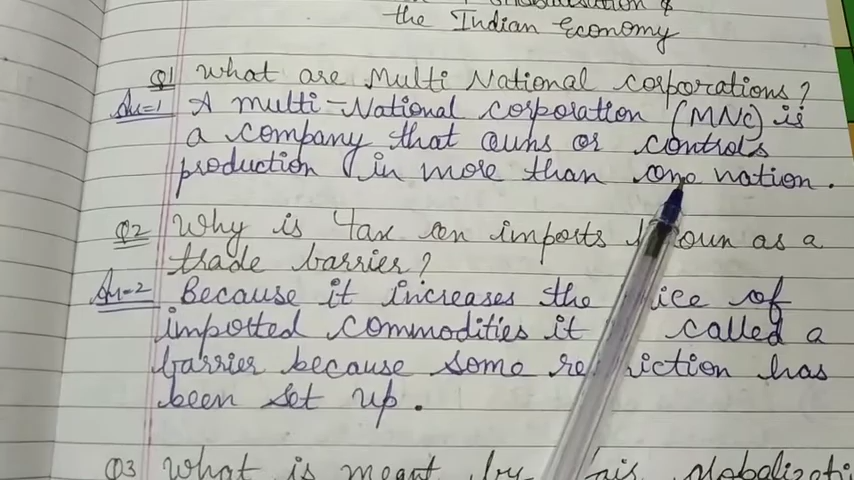 the Indian Economy
Q1 What are Multi National corporations?
Ans=1 A multi-National corporation (MNC) is
a company that owns or controls
production in more than one nation.
Q2 Why is tax on imports as a
trade barrier?
Ans=2 Because it increases the of
imported commodities it called a
barrier because some has
been set up.
Q3 What is meant by